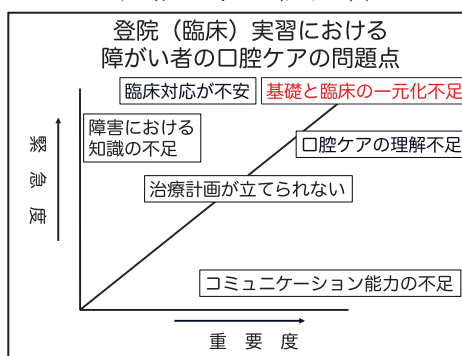 登院（臨床）実習における
障がい者の口腔ケアの問題点
臨床対応が不安
基礎と臨床の一元化不足
障害における
知識の不足
口腔ケアの理解不足
治療計画が立てられない
コミュニケーション能力の不足
緊急度
重要度